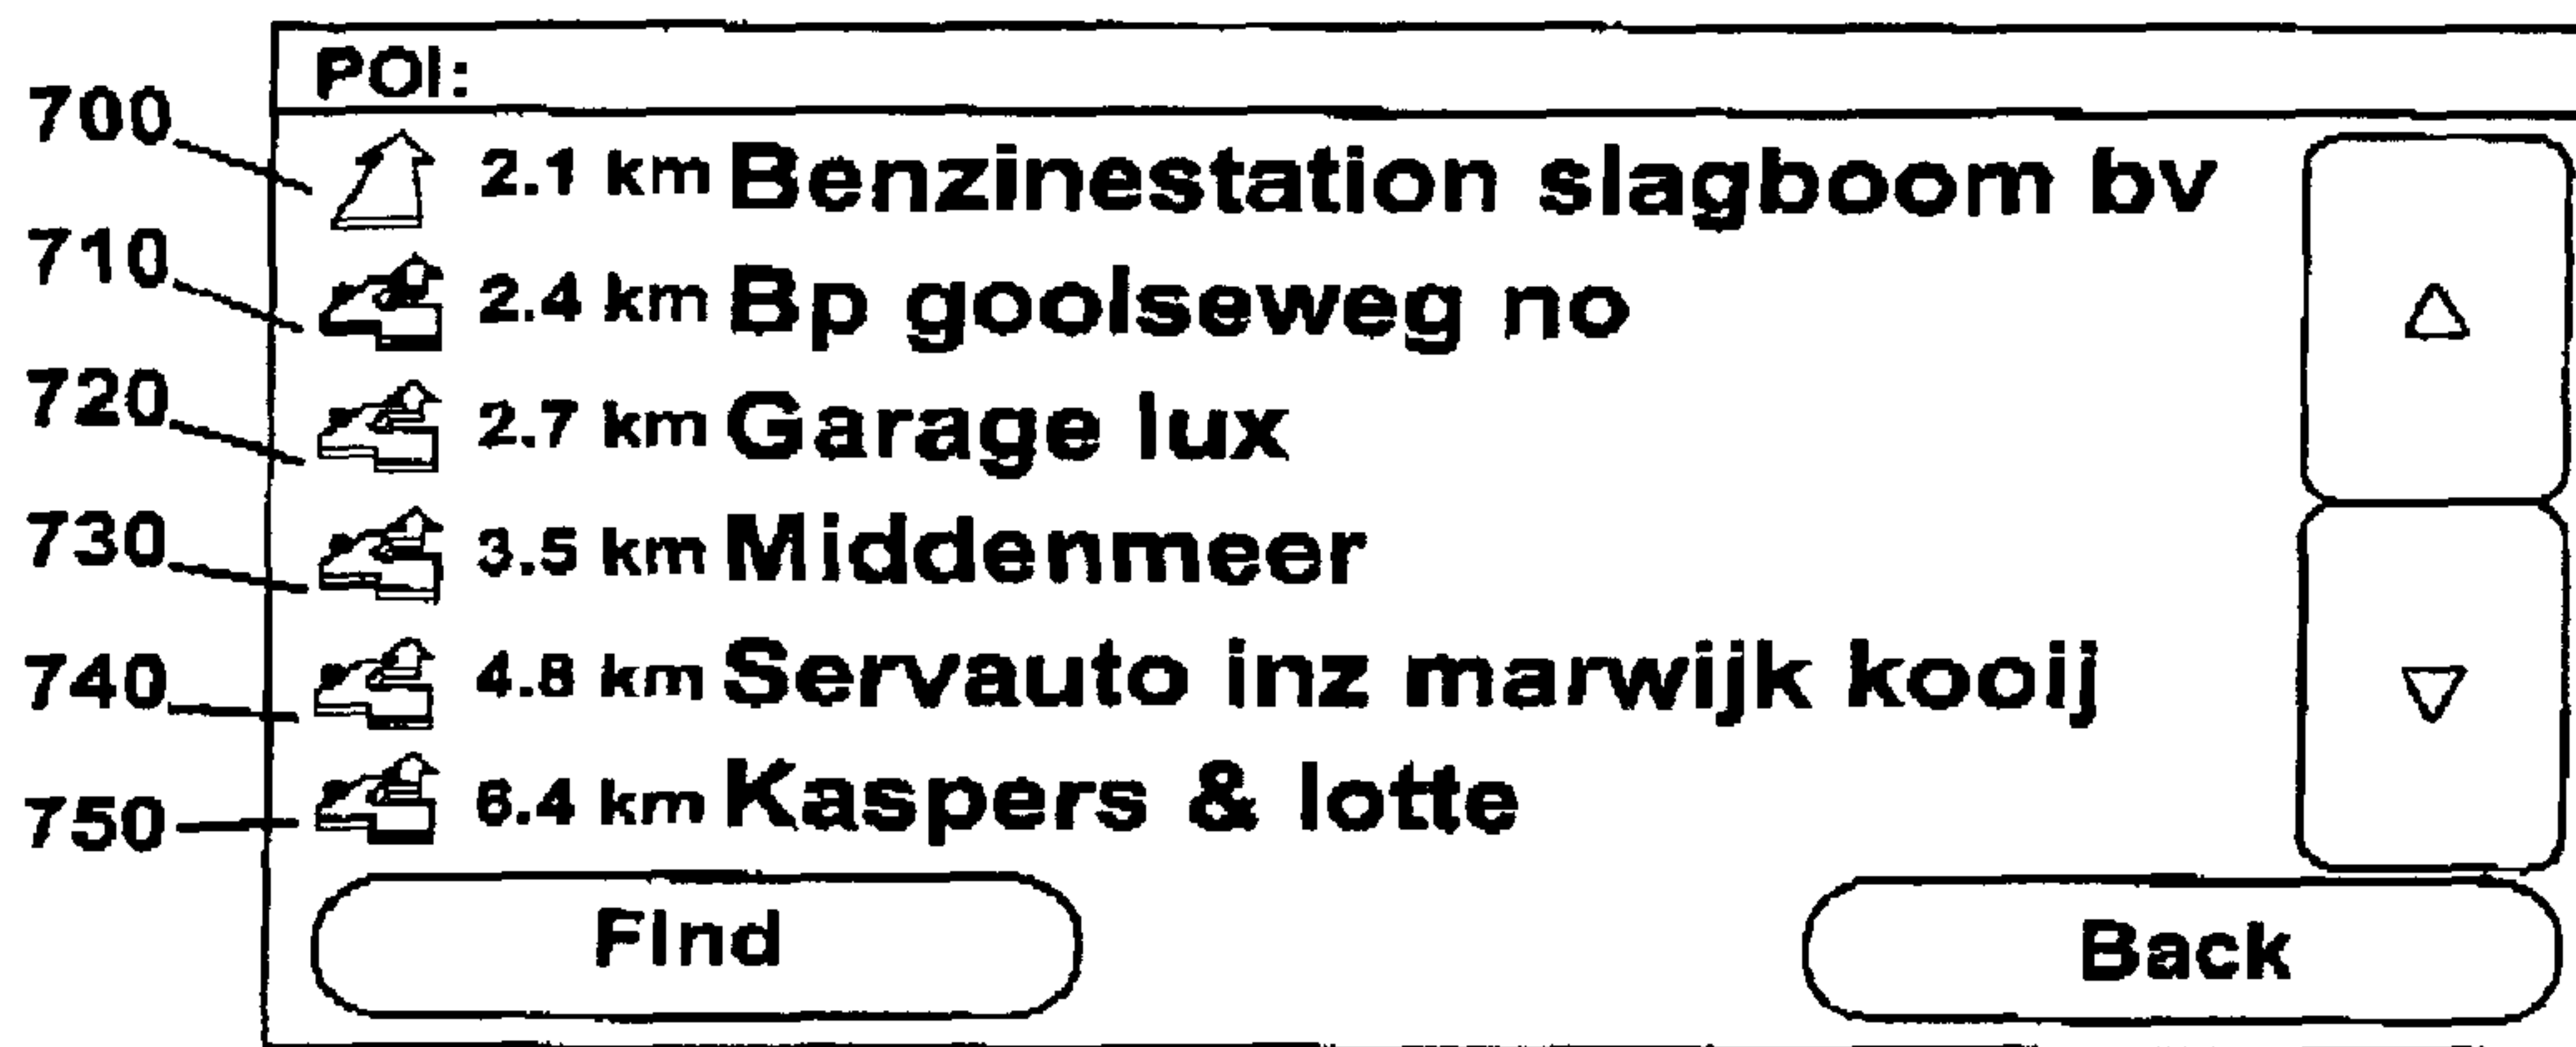 POI:
700 2.1 km Benzinestation slagboom bv
710 2.4 km Bp goolseweg no
720 2.7 km Garage lux
730 3.5 km Middenmeer
740 4.8 km Servauto inz marwijk kooij
750 6.4 km Kaspers & lotte
Find Back